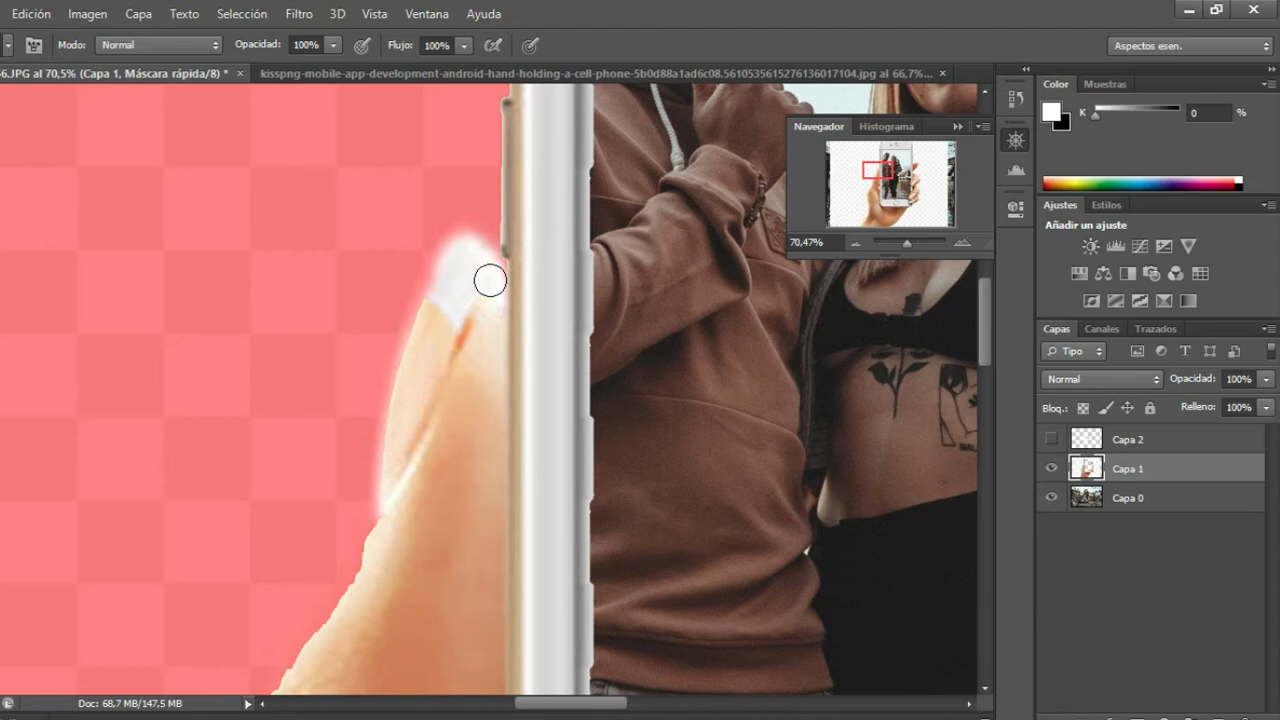 Edición Imagen Capa Texto Selección Filtro 3D Vista Ventana Ayuda
Modo: Normal Opacidad: 100% Flujo: 100% Aspectos esen.
6.JPG al 70,5% (Capa 1, Máscara rápida/8) * × kisspng-mobile-app-development-android-hand-holding-a-cell-phone-5b0d88a1ad6c08.5610535615276136017104.jpg al 66,7%... ×
Color Muestras
K 0 %
Navegador Histograma
70,47%
Ajustes Estilos
Añadir un ajuste
Capas Canales Trazados
Tipo
Normal Opacidad: 100%
Bloq.: Relleno: 100%
Capa 2
Capa 1
Capa 0
Doc: 68,7 MB/147,5 MB